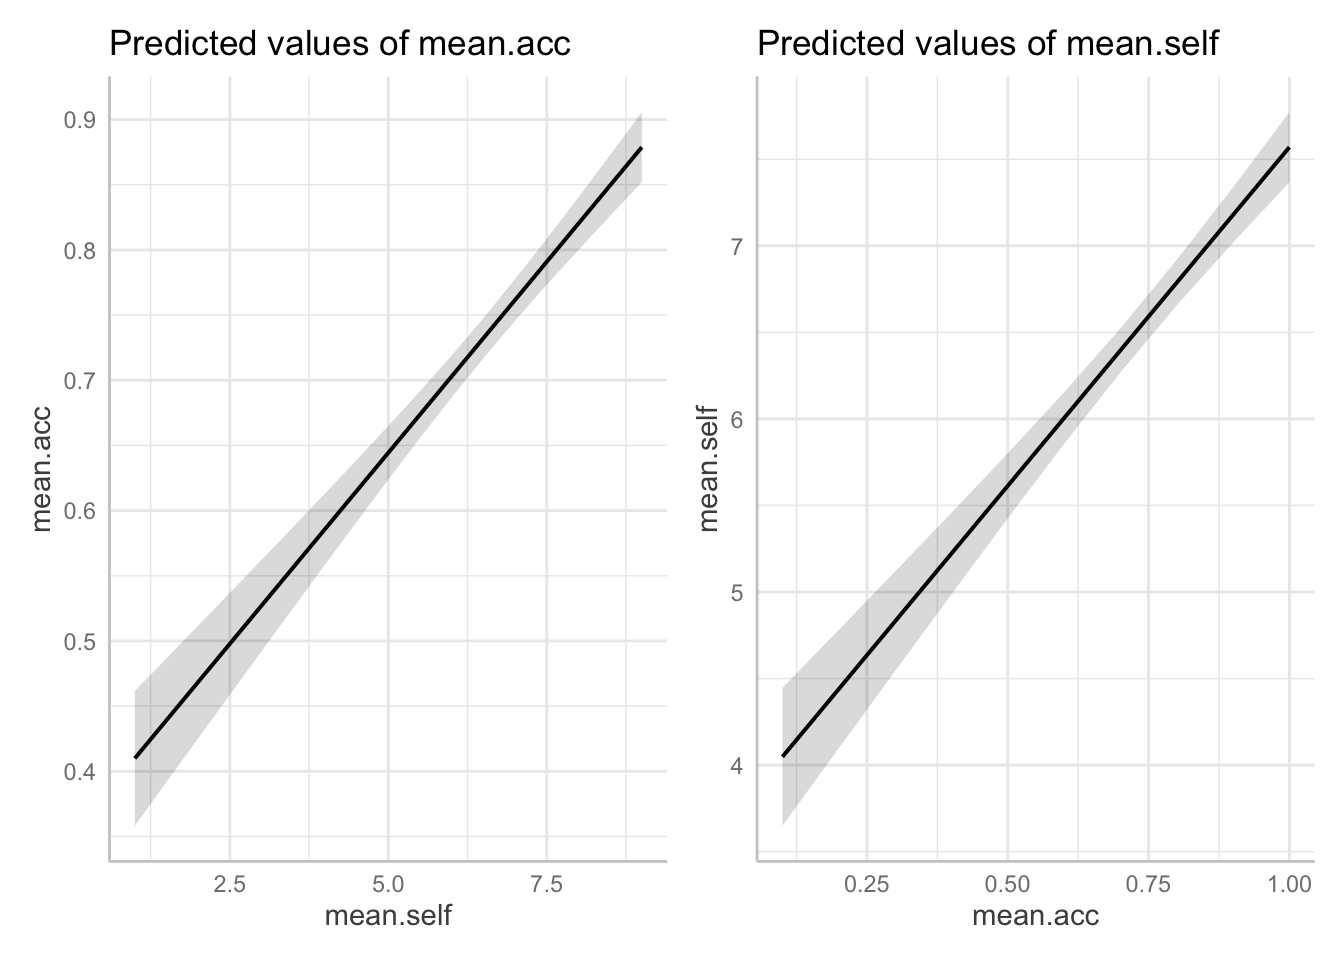 Predicted values of mean.acc
0.9
0.8
0.7
0.6
0.5
0.4
mean.acc
2.5 5.0 7.5
mean.self
Predicted values of mean.self
7
6
5
4
mean.self
0.25 0.50 0.75 1.00
mean.acc